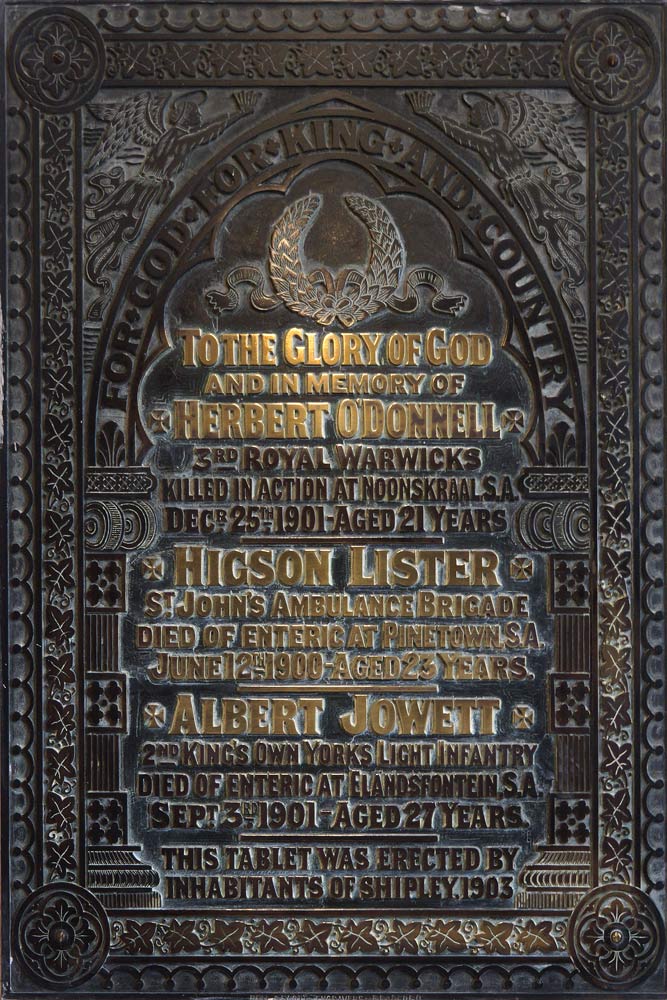 FOR·GOD·FOR·KING·AND·COUNTRY
TO THE GLORY OF GOD
AND IN MEMORY OF
HERBERT O'DONNELL
3RD ROYAL WARWICKS
KILLED IN ACTION AT NOONSKRAAL S.A.
DECR 25TH 1901-AGED 21 YEARS
HIGSON LISTER
ST JOHN'S AMBULANCE BRIGADE
DIED OF ENTERIC AT PINETOWN, S.A.
JUNE 12TH 1900-AGED 23 YEARS.
ALBERT JOWETT
2ND KING'S OWN YORKS LIGHT INFANTRY
DIED OF ENTERIC AT ELANDSFONTEIN, S.A.
SEPT 3RD 1901-AGED 27 YEARS.
THIS TABLET WAS ERECTED BY
INHABITANTS OF SHIPLEY, 1903